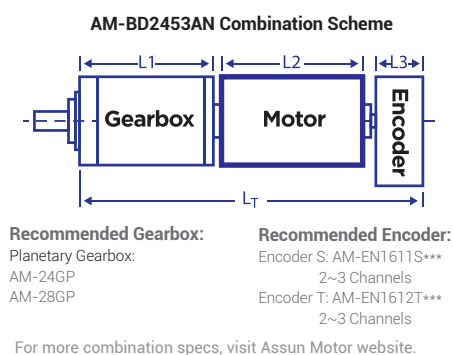 AM-BD2453AN Combination Scheme
L1 L2 L3
Gearbox Motor Encoder
LT
Recommended Gearbox:
Planetary Gearbox:
AM-24GP
AM-28GP
Recommended Encoder:
Encoder S: AM-EN1611S***
2~3 Channels
Encoder T: AM-EN1612T***
2~3 Channels
For more combination specs, visit Assun Motor website.